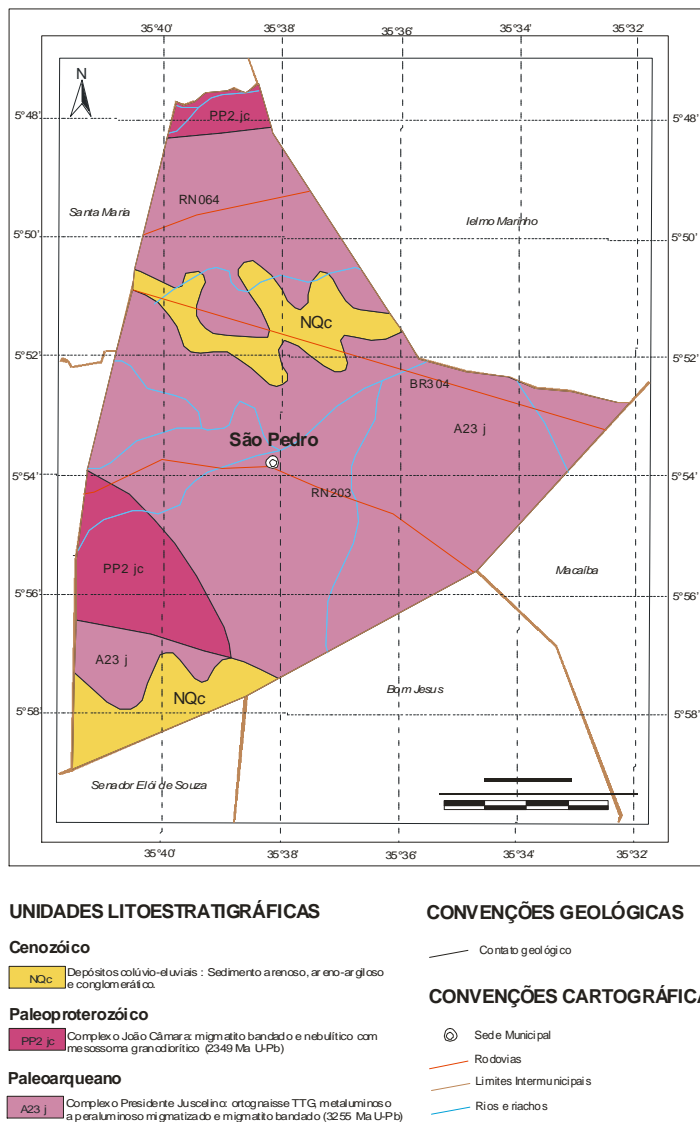 35°40' 35°38' 35°36' 35°34' 35°32'
N
5°48' 5°48'
PP2 jc
RN064
Santa Maria
Ielmo Marinho
5°50' 5°50'
NQc
5°52' 5°52'
BR304
A23 j
São Pedro
5°54' 5°54'
RN203
PP2 jc
Macaíba
5°56' 5°56'
A23 j
NQc
Bom Jesus
5°58' 5°58'
Senador Elói de Souza
35°40' 35°38' 35°36' 35°34' 35°32'
UNIDADES LITOESTRATIGRÁFICAS
Cenozóico
NQc Depósitos colúvio-eluviais : Sedimento arenoso, areno-argiloso
e conglomerático.
Paleoproterozóico
PP2 jc Complexo João Câmara: migmatito bandado e nebulítico com
mesossoma granodiorítico (2349 Ma U-Pb)
Paleoarqueano
A23 j Complexo Presidente Juscelino: ortognaisse TTG, metaluminoso
a peraluminoso migmatizado e migmatito bandado (3255 Ma U-Pb)
CONVENÇÕES GEOLÓGICAS
Contato geológico
CONVENÇÕES CARTOGRÁFICA
Sede Municipal
Rodovias
Limites Intermunicipais
Rios e riachos